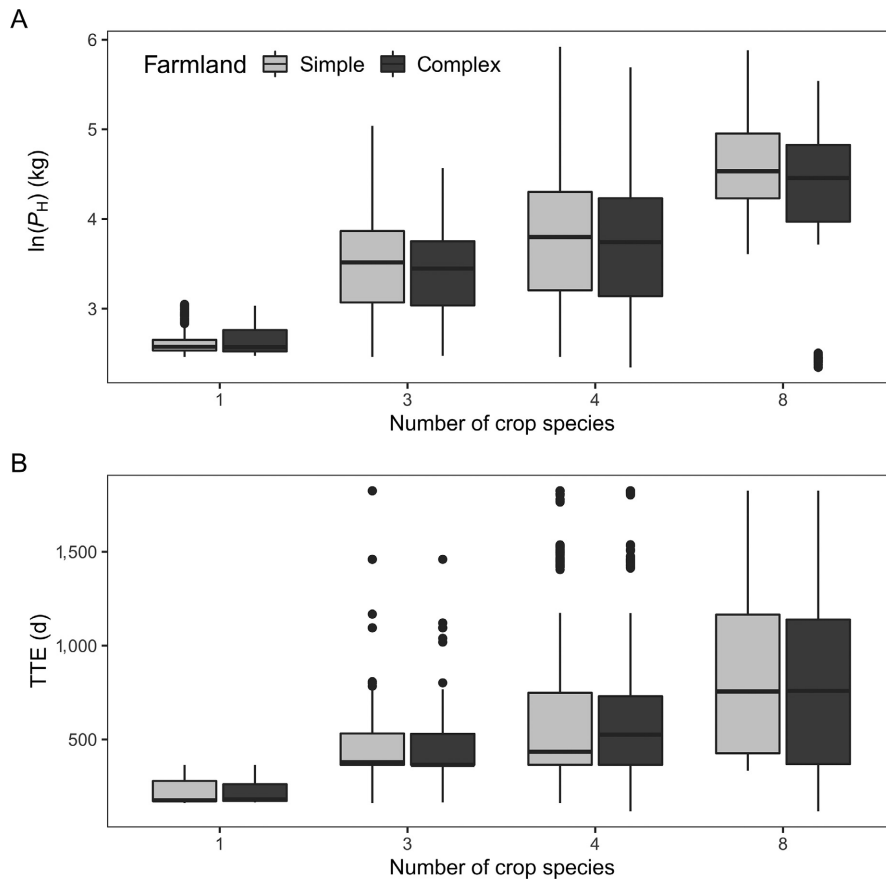 A
6
Farmland Simple Complex
5
ln(P_H) (kg)
4
3
1 3 4 8
Number of crop species
B
1,500
TTE (d)
1,000
500
1 3 4 8
Number of crop species